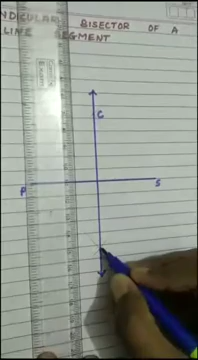 NDICULAR BISECTOR OF A
LINE SEGMENT
C
P S